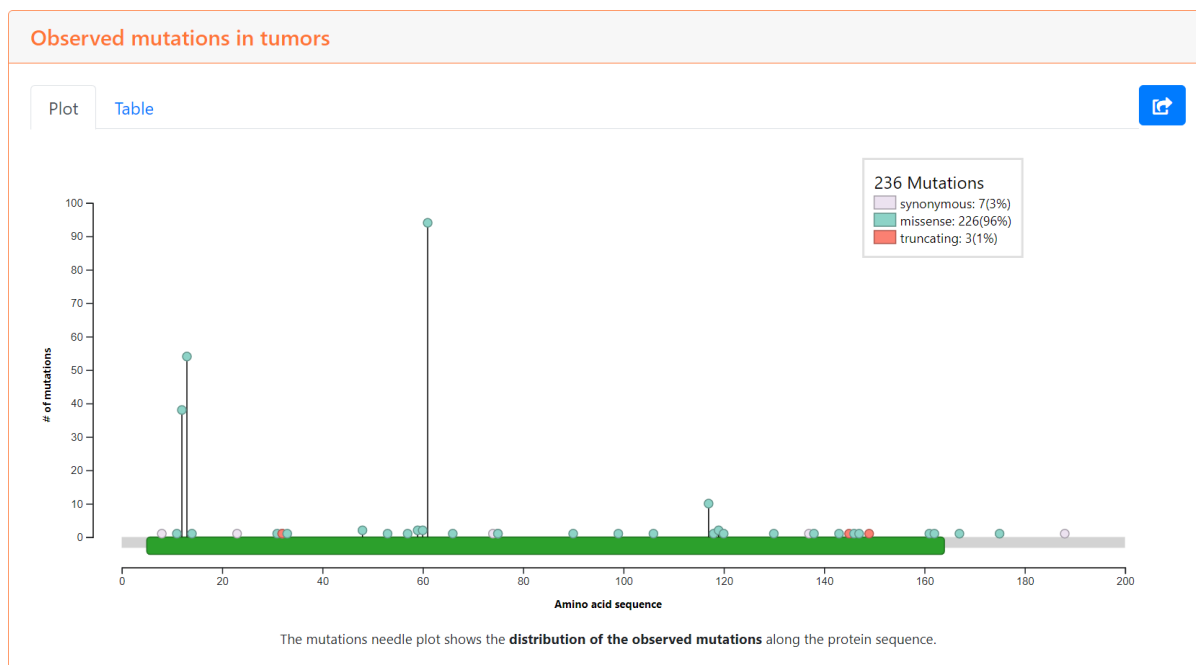 Observed mutations in tumors
Plot
Table
236 Mutations
synonymous: 7(3%)
missense: 226(96%)
truncating: 3(1%)
100
90
80
70
60
50
40
30
20
10
0
# of mutations
0 20 40 60 80 100 120 140 160 180 200
Amino acid sequence
The mutations needle plot shows the distribution of the observed mutations along the protein sequence.